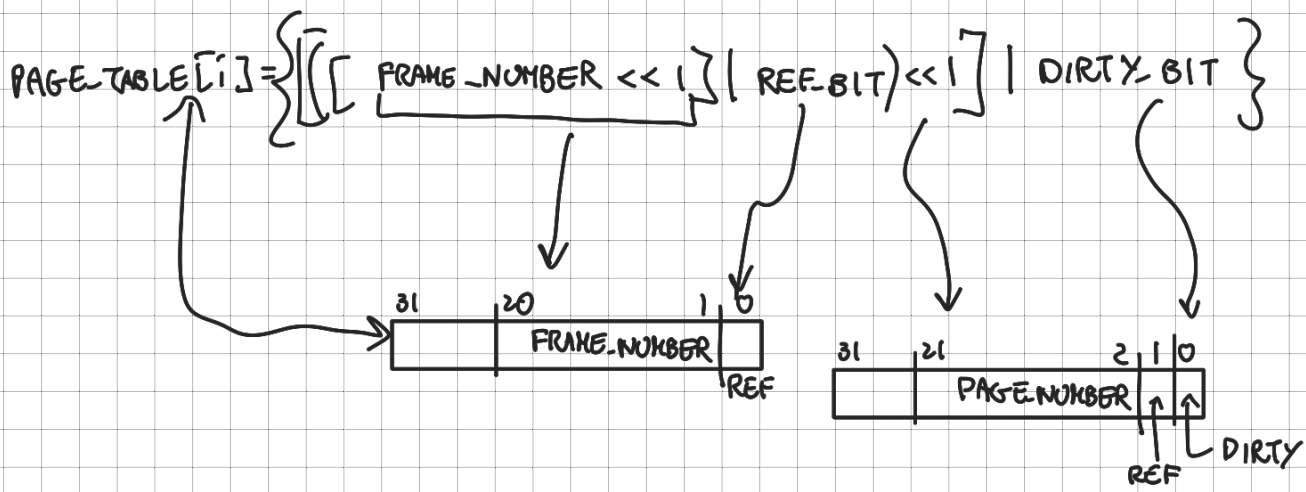 PAGE_TABLE[i]={[([FRAME_NUMBER << 1]| REF_BIT)<<1]| DIRTY_BIT}
31 20 1 0
FRAME_NUMBER
REF
31 21 2 1 0
PAGE_NUMBER
DIRTY
REF